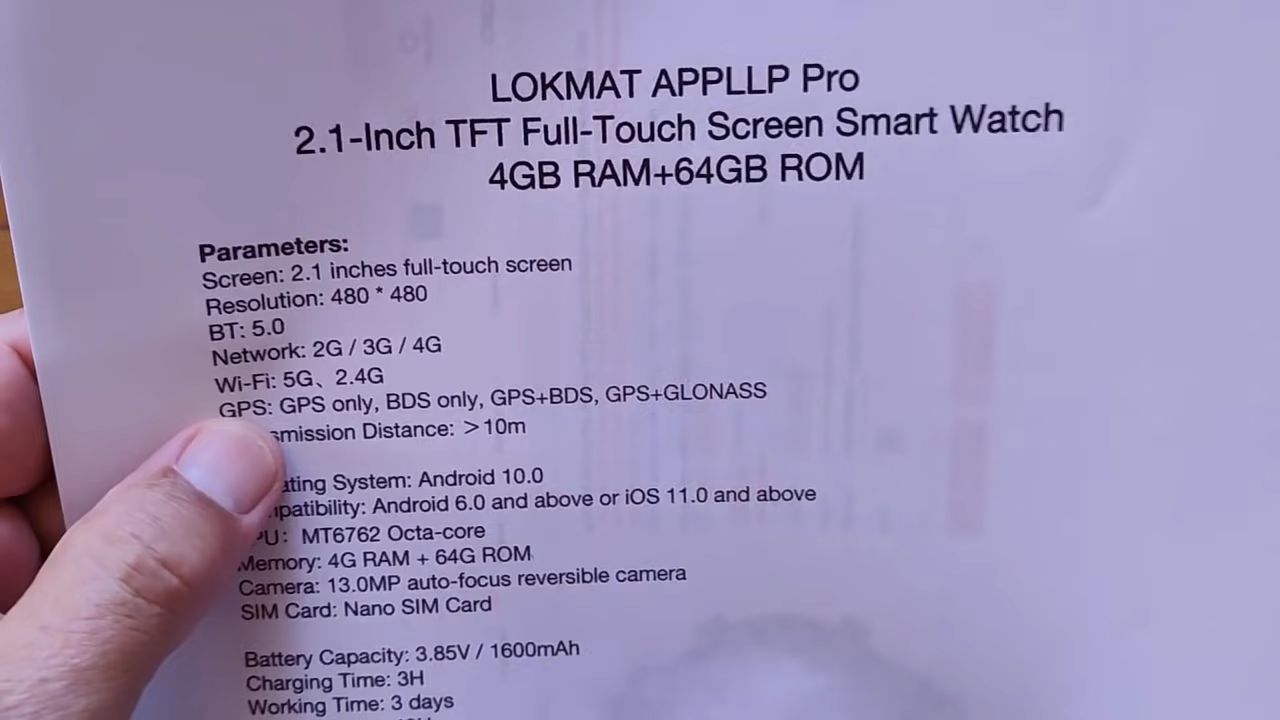 LOKMAT APPLLP Pro
2.1-Inch TFT Full-Touch Screen Smart Watch
4GB RAM+64GB ROM
Parameters:
Screen: 2.1 inches full-touch screen
Resolution: 480 * 480
BT: 5.0
Network: 2G / 3G / 4G
Wi-Fi: 5G、2.4G
GPS: GPS only, BDS only, GPS+BDS, GPS+GLONASS
Distance: >10m
System: Android 10.0
Android 6.0 and above or iOS 11.0 and above
MT6762 Octa-core
Memory: 4G RAM + 64G ROM
Camera: 13.0MP auto-focus reversible camera
SIM Card: Nano SIM Card
Battery Capacity: 3.85V / 1600mAh
Charging Time: 3H
Working Time: 3 days